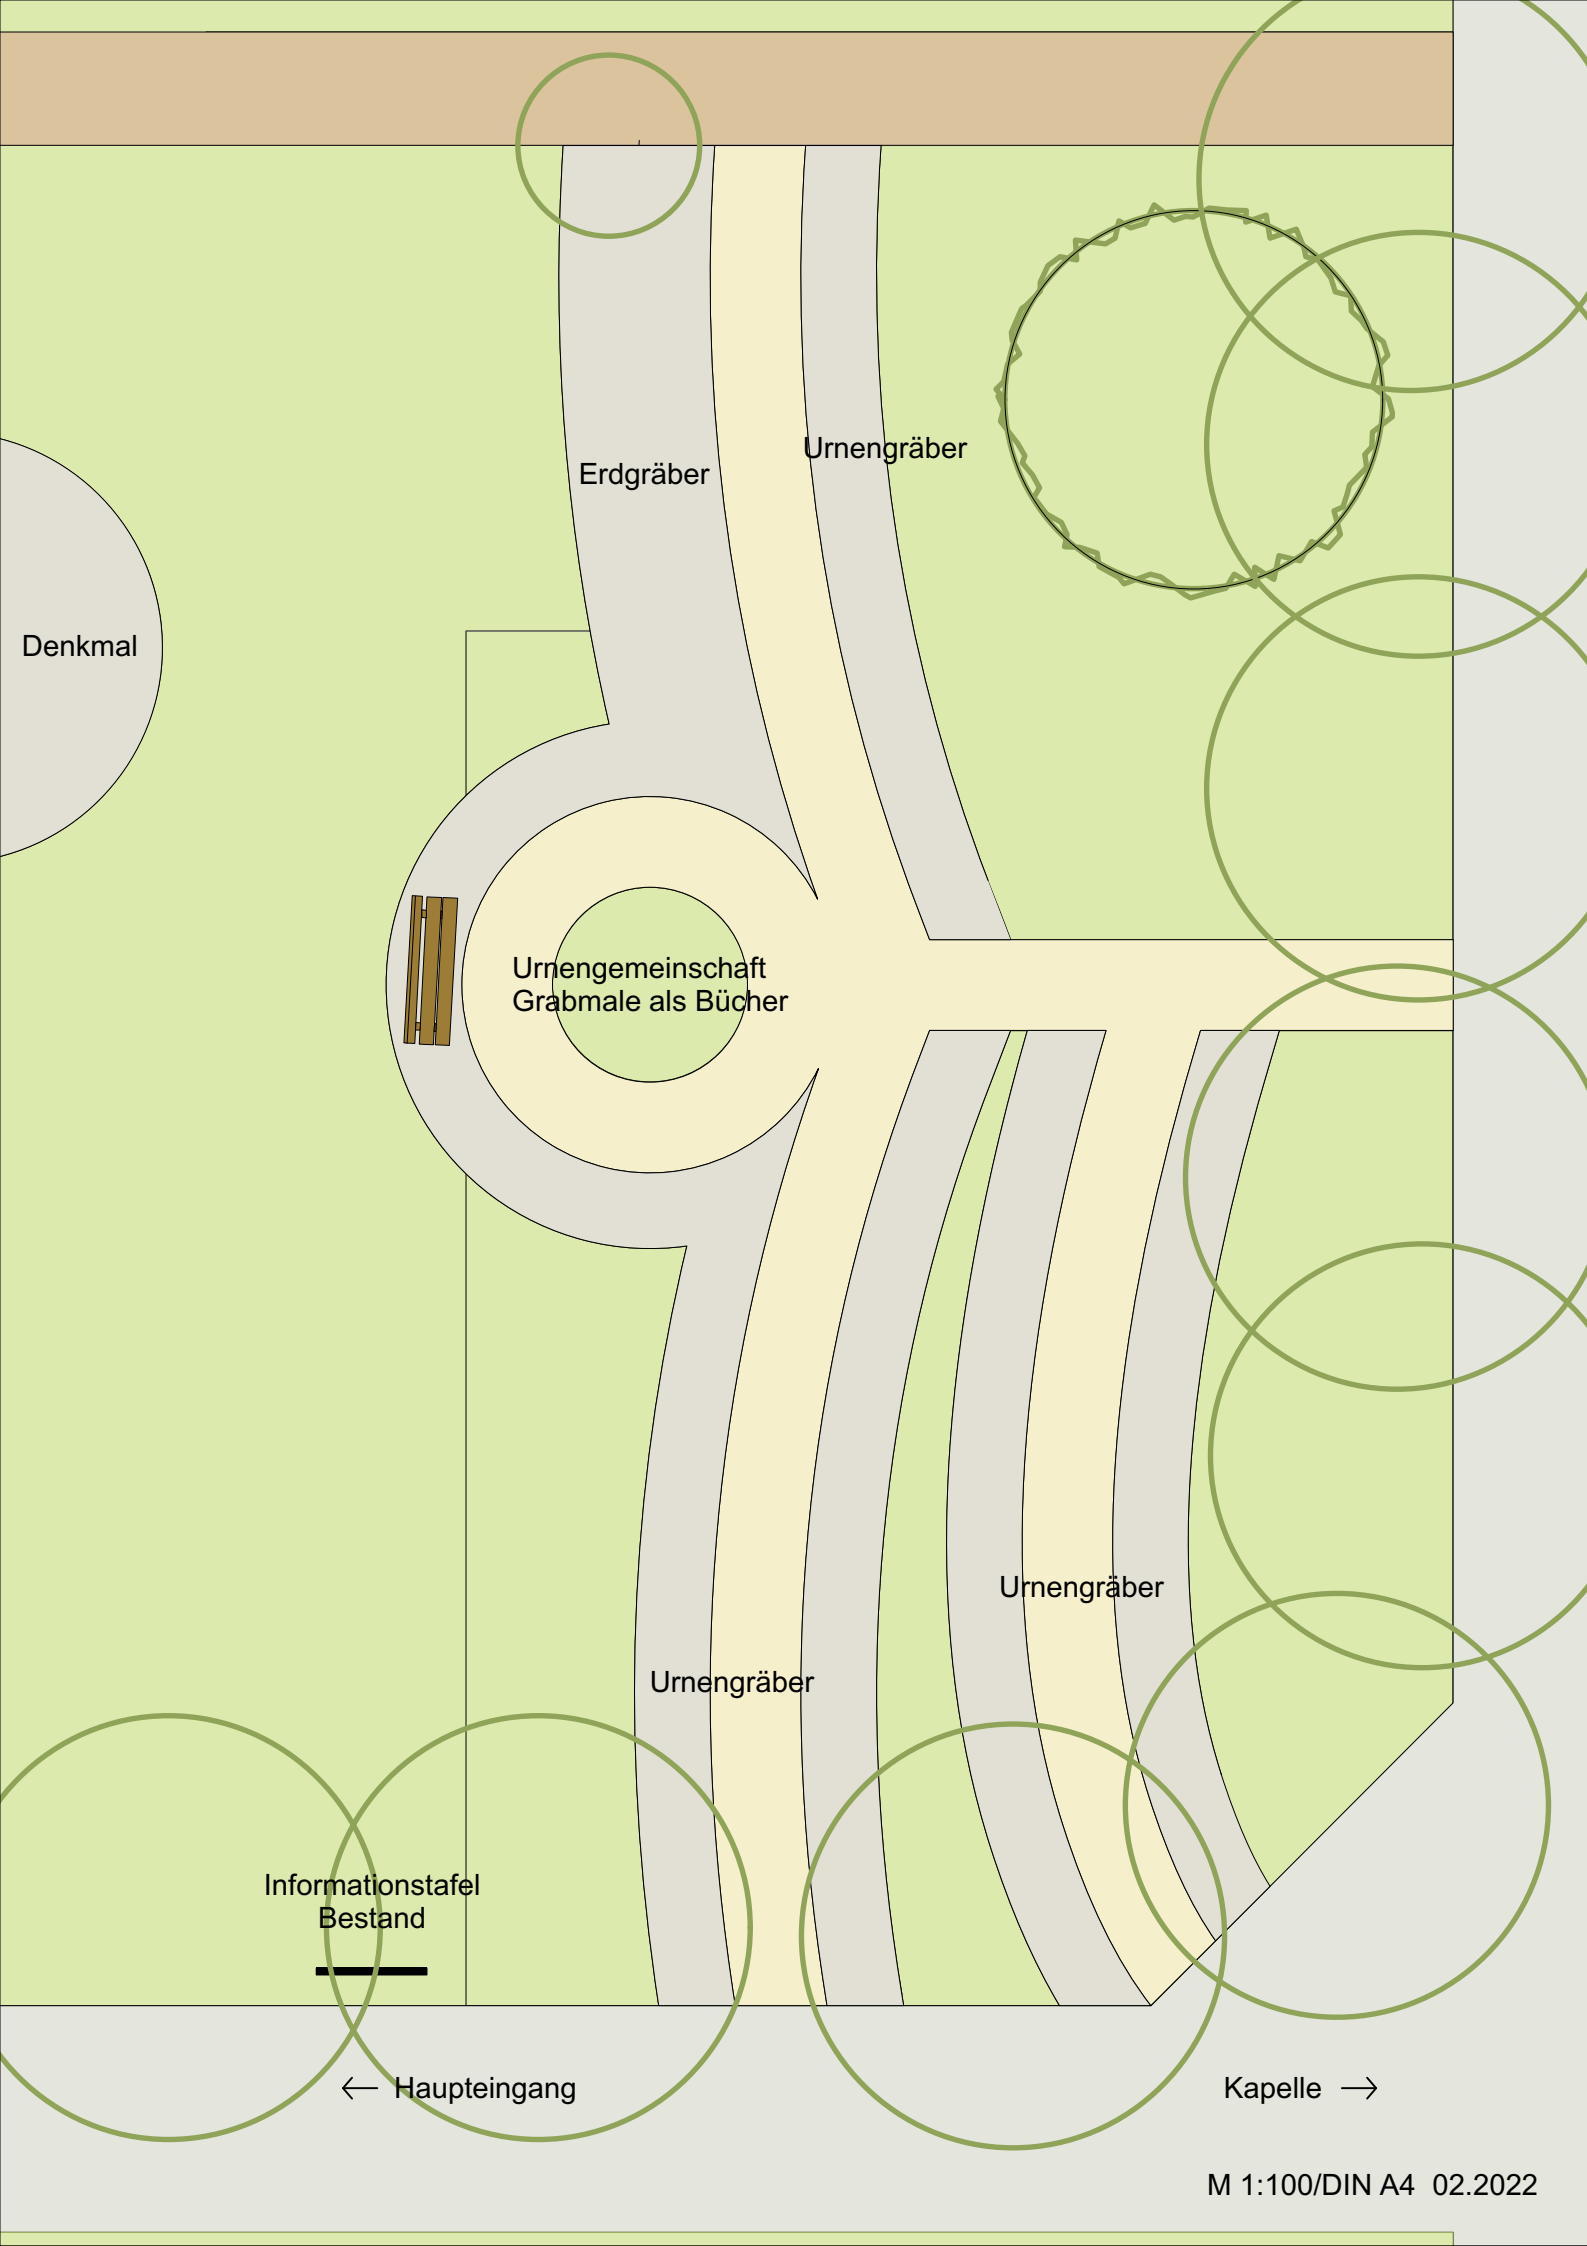 Urnengräber
Erdgräber
Denkmal
Urnengemeinschaft
Grabmale als Bücher
Urnengräber
Urnengräber
Informationstafel
Bestand
← Haupteingang
Kapelle →
M 1:100/DIN A4 02.2022